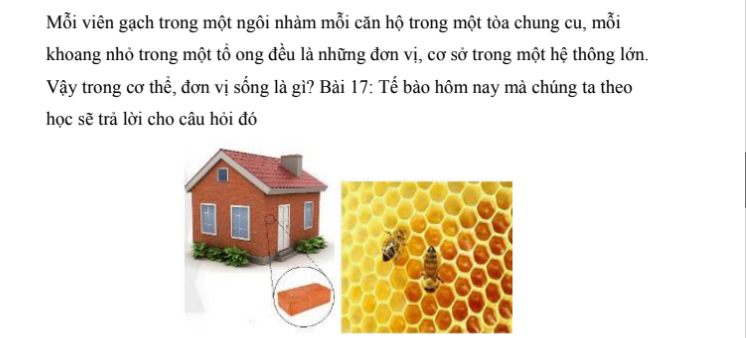 Mỗi viên gạch trong một ngôi nhàm mỗi căn hộ trong một tòa chung cu, mỗi
khoang nhỏ trong một tổ ong đều là những đơn vị, cơ sở trong một hệ thông lớn.
Vậy trong cơ thể, đơn vị sống là gì? Bài 17: Tế bào hôm nay mà chúng ta theo
học sẽ trả lời cho câu hỏi đó